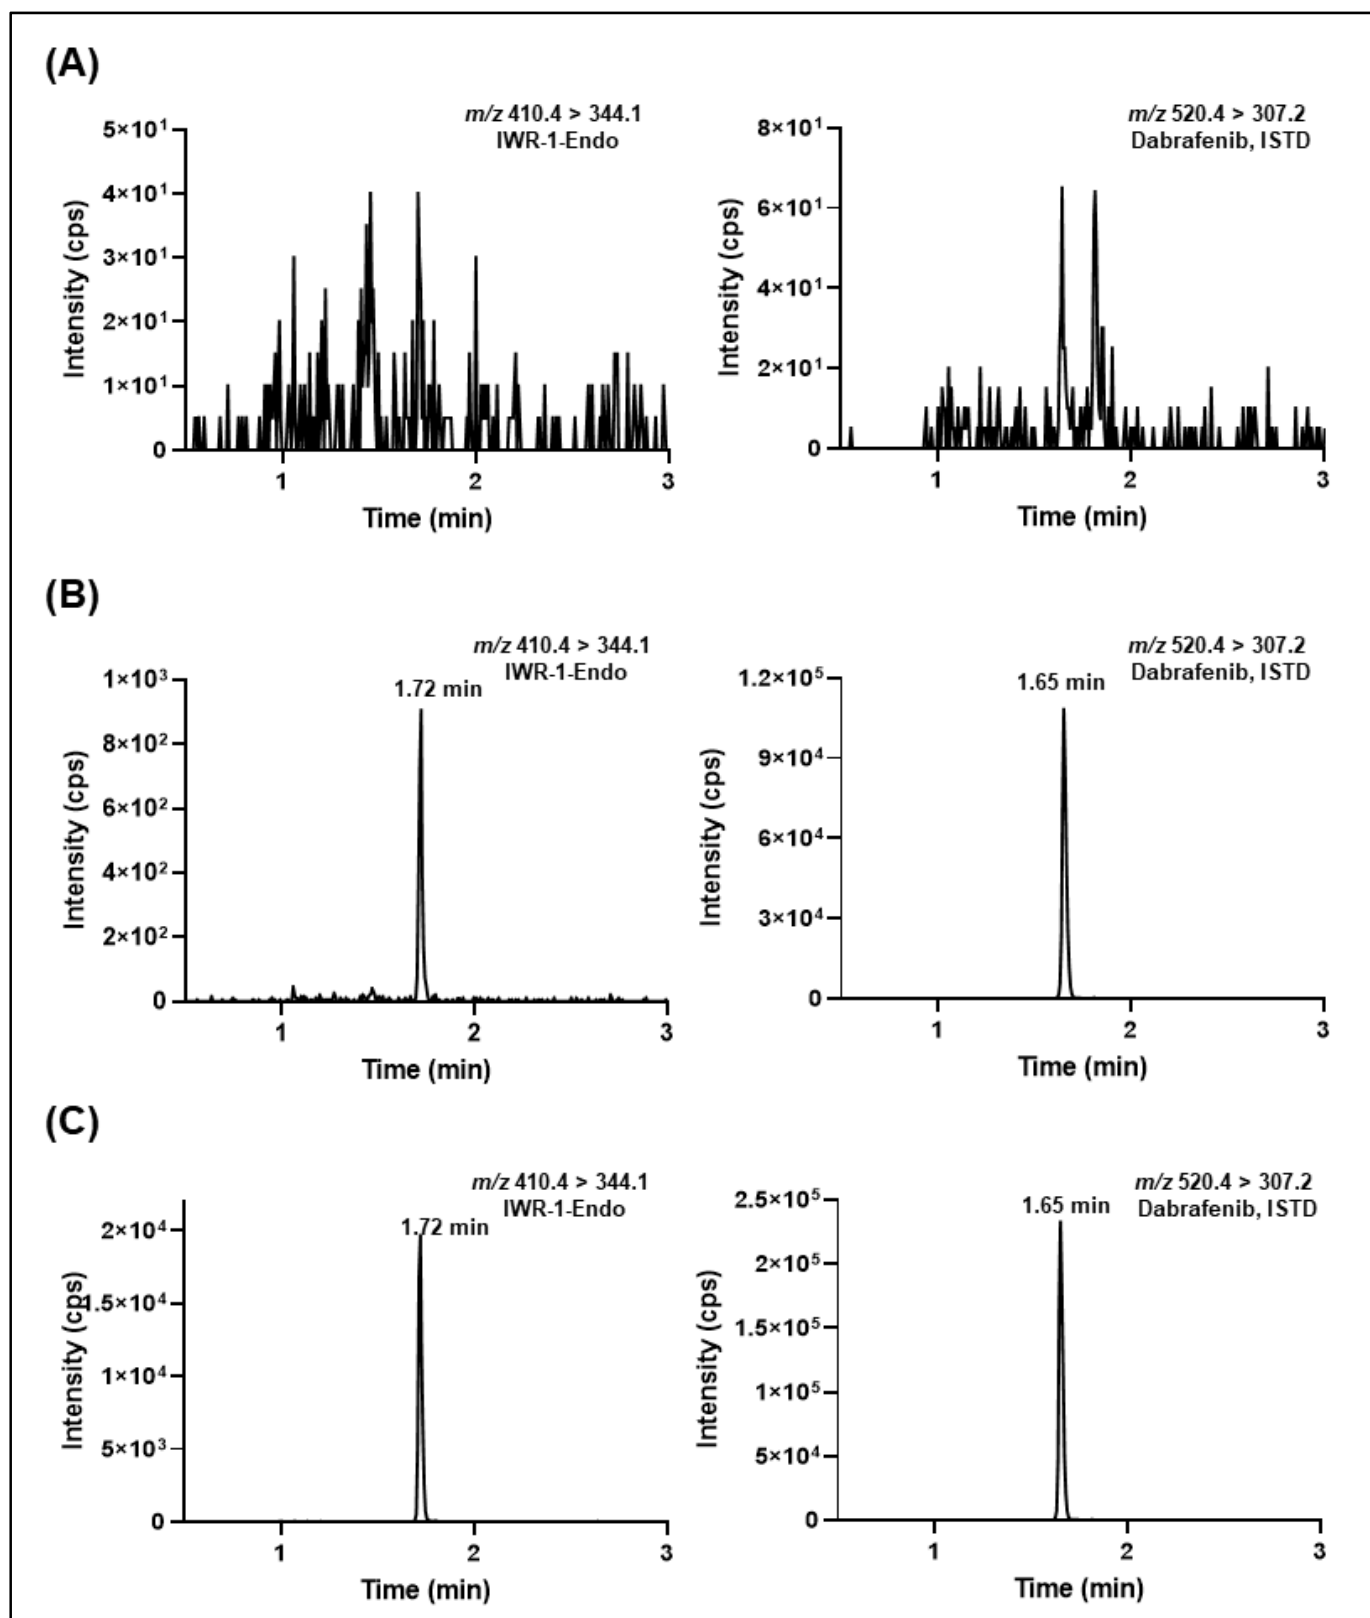 (A)
m/z 410.4 > 344.1
IWR-1-Endo
5×10¹
4×10¹
3×10¹
2×10¹
1×10¹
0
Intensity (cps)
1 2 3
Time (min)
m/z 520.4 > 307.2
Dabrafenib, ISTD
8×10¹
6×10¹
4×10¹
2×10¹
0
Intensity (cps)
1 2 3
Time (min)
(B)
m/z 410.4 > 344.1
IWR-1-Endo
1.72 min
1×10³
8×10²
6×10²
4×10²
2×10²
0
Intensity (cps)
1 2 3
Time (min)
m/z 520.4 > 307.2
Dabrafenib, ISTD
1.65 min
1.2×10⁵
9×10⁴
6×10⁴
3×10⁴
0
Intensity (cps)
1 2 3
Time (min)
(C)
m/z 410.4 > 344.1
IWR-1-Endo
1.72 min
2×10⁴
1.5×10⁴
1×10⁴
5×10³
0
Intensity (cps)
1 2 3
Time (min)
m/z 520.4 > 307.2
Dabrafenib, ISTD
1.65 min
2.5×10⁵
2×10⁵
1.5×10⁵
1×10⁵
5×10⁴
0
Intensity (cps)
1 2 3
Time (min)